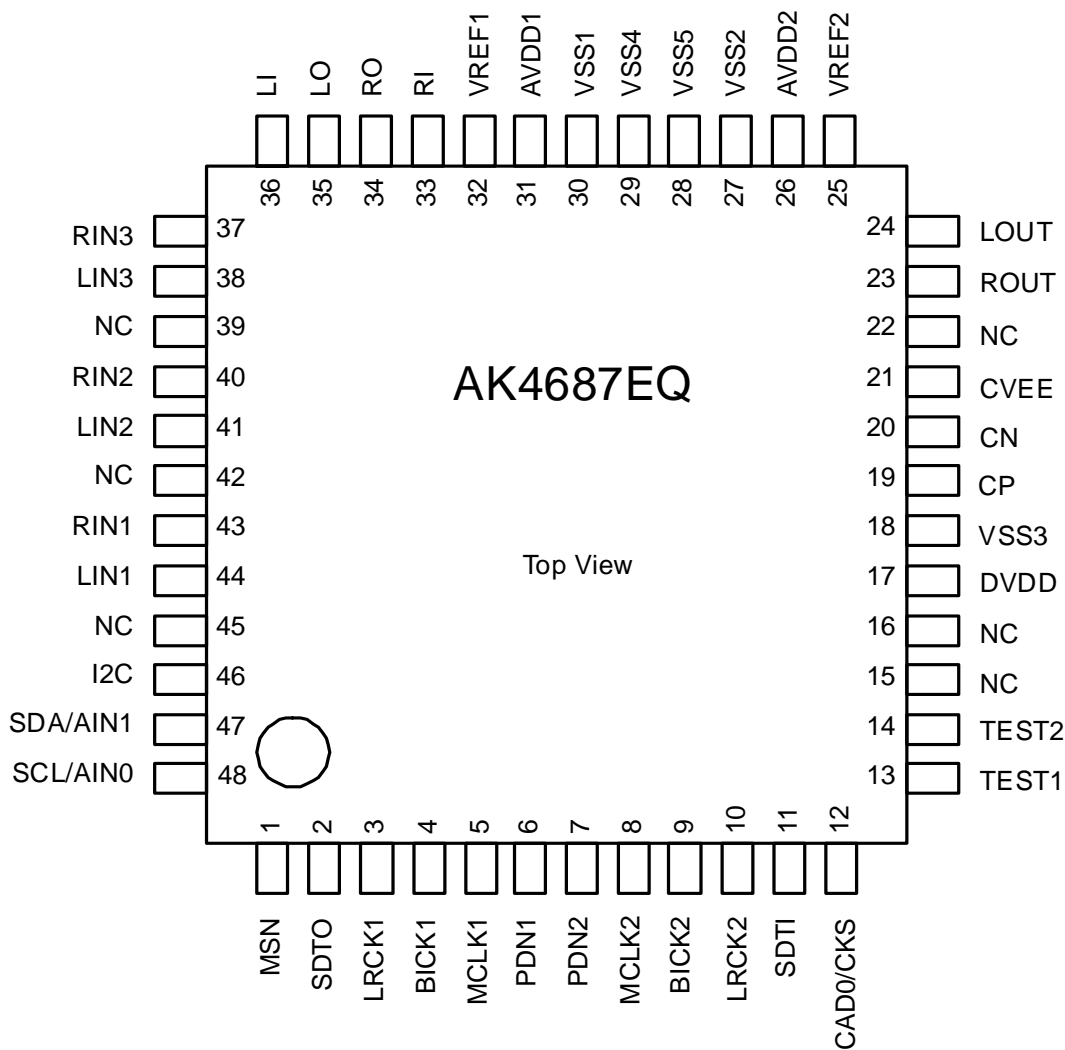 LI
LO
RO
RI
VREF1
AVDD1
VSS1
VSS4
VSS5
VSS2
AVDD2
VREF2
36
35
34
33
32
31
30
29
28
27
26
25
RIN3 37
LIN3 38
NC 39
RIN2 40
LIN2 41
NC 42
RIN1 43
LIN1 44
NC 45
I2C 46
SDA/AIN1 47
SCL/AIN0 48
AK4687EQ
Top View
24 LOUT
23 ROUT
22 NC
21 CVEE
20 CN
19 CP
18 VSS3
17 DVDD
16 NC
15 NC
14 TEST2
13 TEST1
1
2
3
4
5
6
7
8
9
10
11
12
MSN
SDTO
LRCK1
BICK1
MCLK1
PDN1
PDN2
MCLK2
BICK2
LRCK2
SDTI
CAD0/CKS